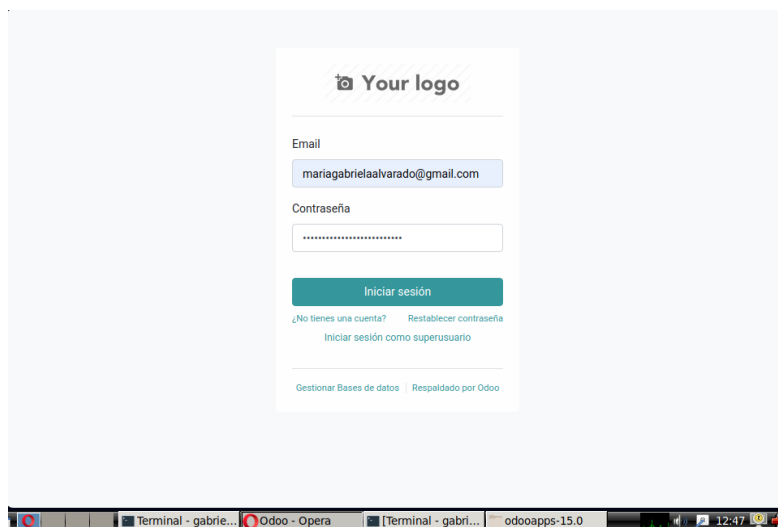 Your logo
Email
mariagabrielaalvarado@gmail.com
Contraseña
Iniciar sesión
¿No tienes una cuenta? Restablecer contraseña
Iniciar sesión como superusuario
Gestionar Bases de datos | Respaldado por Odoo
Terminal - gabrie... Odoo - Opera [Terminal - gabri... odooapps-15.0 12:47